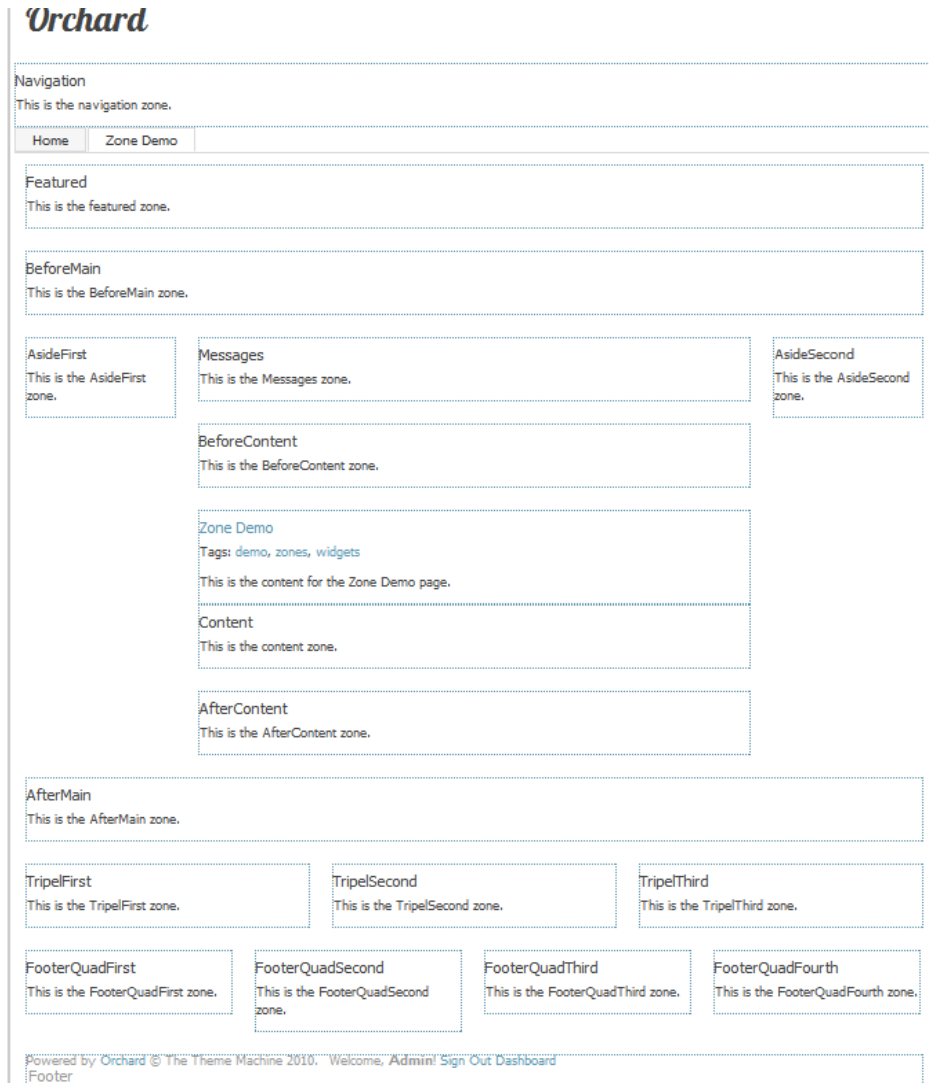 Orchard
Navigation
This is the navigation zone.
Home Zone Demo
Featured
This is the featured zone.
BeforeMain
This is the BeforeMain zone.
AsideFirst
This is the AsideFirst
zone.
Messages
This is the Messages zone.
BeforeContent
This is the BeforeContent zone.
Zone Demo
Tags: demo, zones, widgets
This is the content for the Zone Demo page.
Content
This is the content zone.
AfterContent
This is the AfterContent zone.
AsideSecond
This is the AsideSecond
zone.
AfterMain
This is the AfterMain zone.
TripelFirst
This is the TripelFirst zone.
TripelSecond
This is the TripelSecond zone.
TripelThird
This is the TripelThird zone.
FooterQuadFirst
This is the FooterQuadFirst zone.
FooterQuadSecond
This is the FooterQuadSecond
zone.
FooterQuadThird
This is the FooterQuadThird zone.
FooterQuadFourth
This is the FooterQuadFourth zone.
Powered by Orchard © The Theme Machine 2010. Welcome, Admin! Sign Out Dashboard
Footer